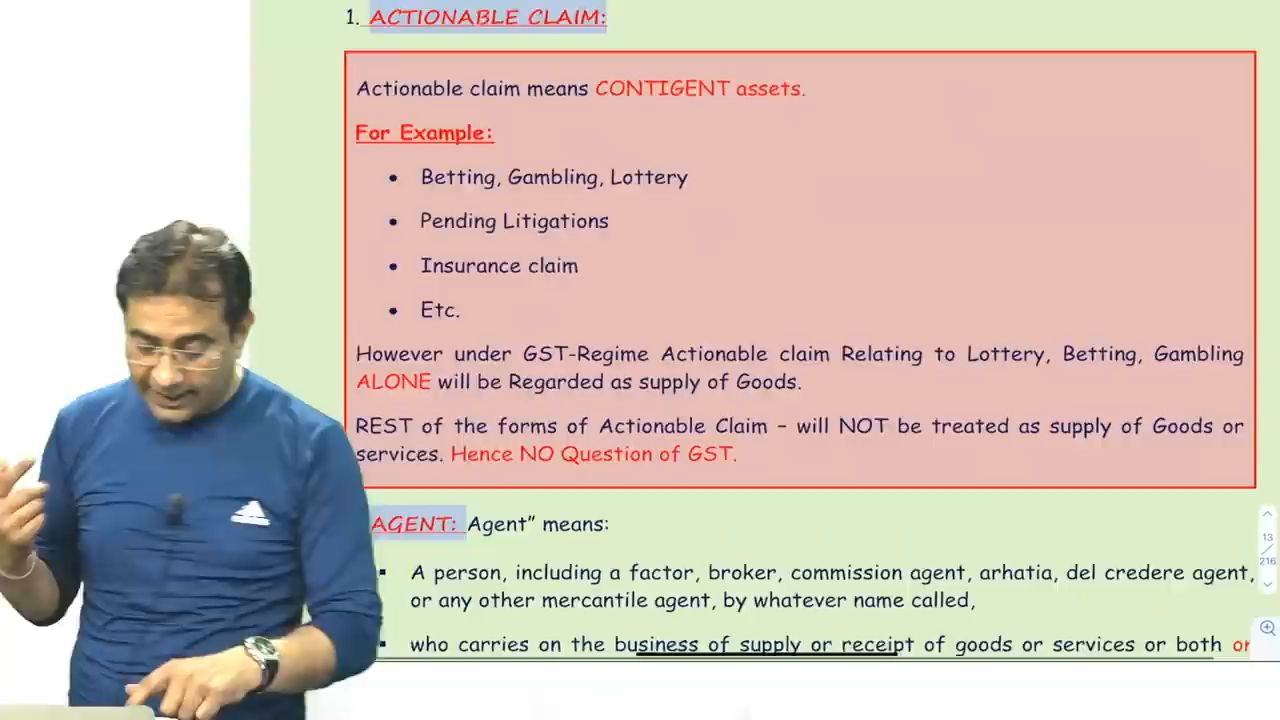 1. ACTIONABLE CLAIM:
Actionable claim means CONTIGENT assets.
For Example:
• Betting, Gambling, Lottery
• Pending Litigations
• Insurance claim
• Etc.
However under GST-Regime Actionable claim Relating to Lottery, Betting, Gambling
ALONE will be Regarded as supply of Goods.
REST of the forms of Actionable Claim – will NOT be treated as supply of Goods or
services. Hence NO Question of GST.
AGENT: Agent” means:
▪ A person, including a factor, broker, commission agent, arhatia, del credere agent,
or any other mercantile agent, by whatever name called,
▪ who carries on the business of supply or receipt of goods or services or both or
13
/
216